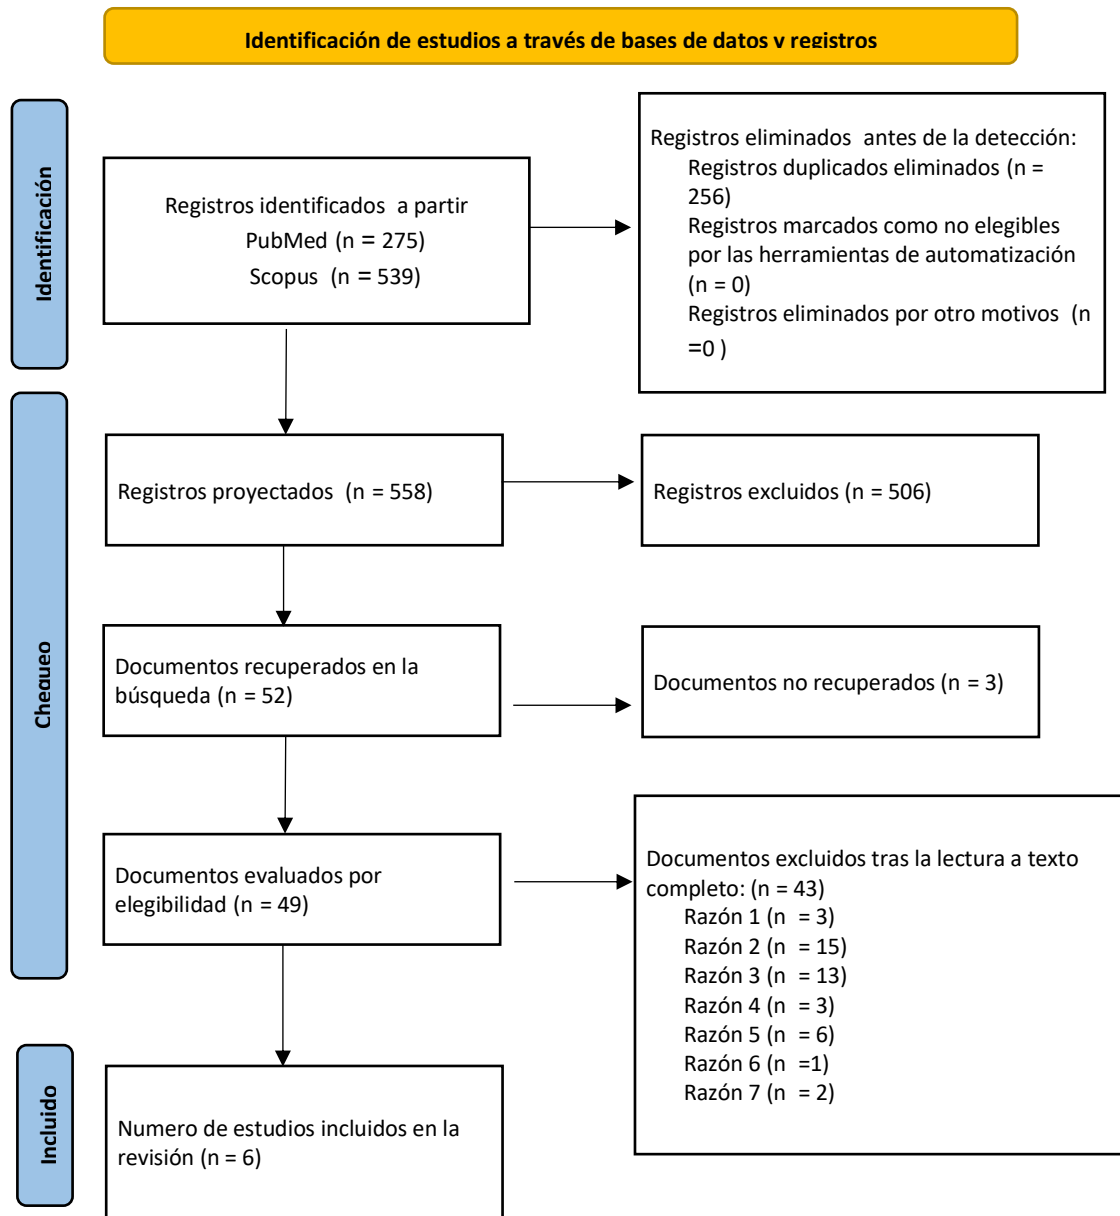 Identificación de estudios a través de bases de datos y registros
Identificación
Registros identificados a partir
PubMed (n = 275)
Scopus (n = 539)
Registros eliminados antes de la detección:
Registros duplicados eliminados (n =
256)
Registros marcados como no elegibles
por las herramientas de automatización
(n = 0)
Registros eliminados por otro motivos (n
=0 )
Chequeo
Registros proyectados (n = 558)
Registros excluidos (n = 506)
Documentos recuperados en la
búsqueda (n = 52)
Documentos no recuperados (n = 3)
Documentos evaluados por
elegibilidad (n = 49)
Documentos excluidos tras la lectura a texto
completo: (n = 43)
Razón 1 (n = 3)
Razón 2 (n = 15)
Razón 3 (n = 13)
Razón 4 (n = 3)
Razón 5 (n = 6)
Razón 6 (n =1)
Razón 7 (n = 2)
Incluido
Numero de estudios incluidos en la
revisión (n = 6)